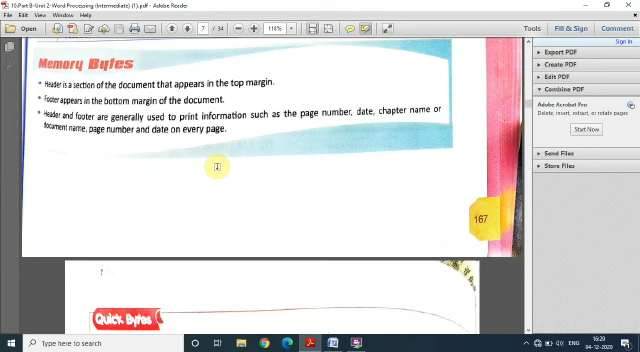 10.Part B-Unit 2-Word Processing (Intermediate) (1).pdf - Adobe Reader
File Edit View Window Help
Open 7 / 34 118% Tools Fill & Sign Comment
Sign In
Export PDF
Create PDF
Edit PDF
Combine PDF
Adobe Acrobat Pro
Delete, insert, extract, or rotate pages
Start Now
Send Files
Store Files
Memory Bytes
* Header is a section of the document that appears in the top margin.
* Footer appears in the bottom margin of the document.
* Header and footer are generally used to print information such as the page number, date, chapter name or
document name, page number and date on every page.
167
Quick Bytes
Type here to search
ENG
16:29
04-12-2020